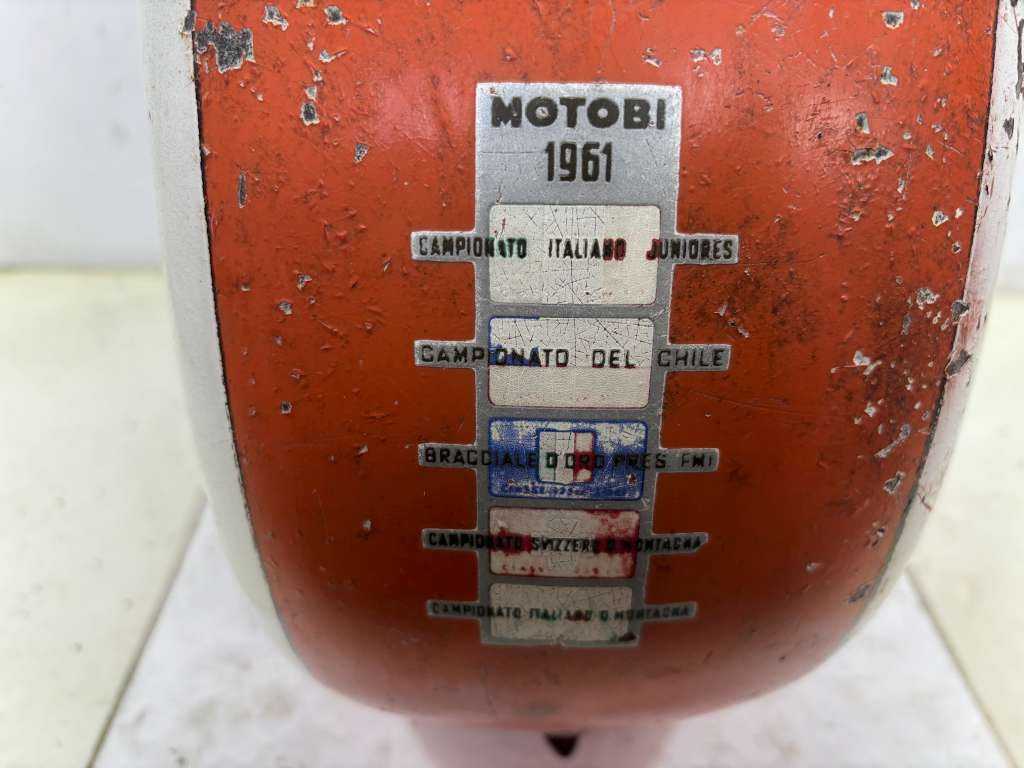 MOTOBI
1961
CAMPIONATO ITALIANO JUNIORES
CAMPIONATO DEL CHILE
BRACCIALE D'ORO PRES FMI
CAMPIONATO SVIZZERO D.MONTAGNA
CAMPIONATO ITALIANO D.MONTAGNA